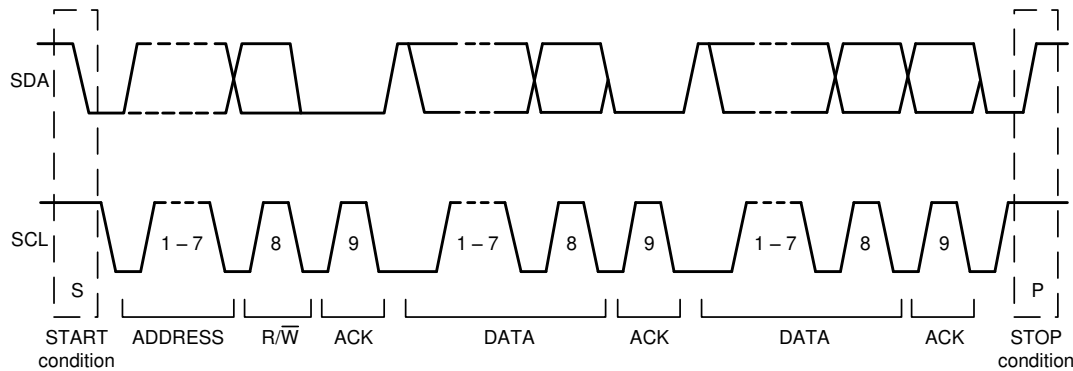 SDA
SCL
1 – 7 8 9 1 – 7 8 9 1 – 7 8 9
S P
START condition ADDRESS R/W̅ ACK DATA ACK DATA ACK STOP condition